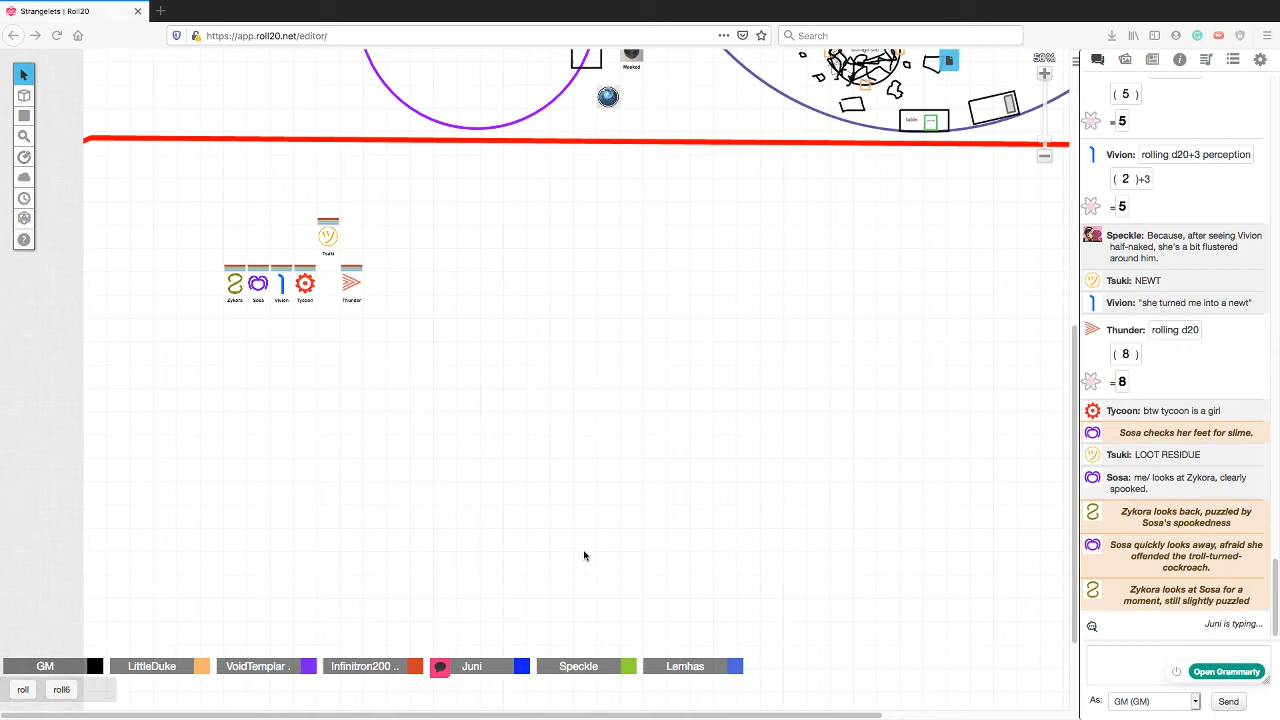 Strangelets | Roll20
https://app.roll20.net/editor/
Search
50%
Masked
table
Tsuki
Zykora
Sosa
Vivion
Tycoon
Thunder
( 5 )
= 5
Vivion: rolling d20+3 perception
( 2 )+3
= 5
Speckle: Because, after seeing Vivion
half-naked, she's a bit flustered
around him.
Tsuki: NEWT
Vivion: "she turned me into a newt"
Thunder: rolling d20
( 8 )
= 8
Tycoon: btw tycoon is a girl
Sosa checks her feet for slime.
Tsuki: LOOT RESIDUE
Sosa: me/ looks at Zykora, clearly
spooked.
Zykora looks back, puzzled by
Sosa's spookedness
Sosa quickly looks away, afraid she
offended the troll-turned-
cockroach.
Zykora looks at Sosa for a
moment, still slightly puzzled
Juni is typing...
Open Grammarly
As: GM (GM)
Send
GM
LittleDuke
VoidTemplar .
Infinitron200 ..
Juni
Speckle
Lemhas
roll
roll6